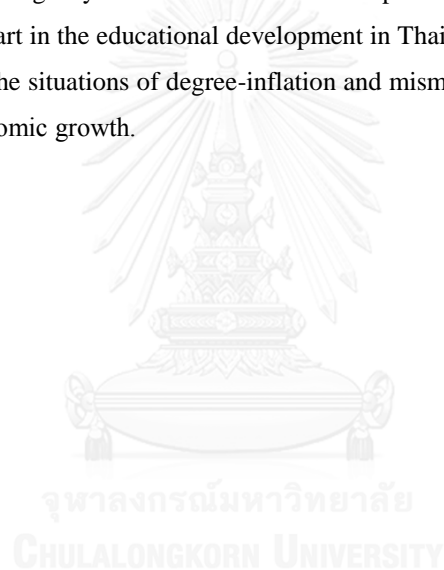 art in the educational development in Thai
he situations of degree-inflation and mism
omic growth.
จุฬาลงกรณ์มหาวิทยาลัย
CHULALONGKORN UNIVERSITY